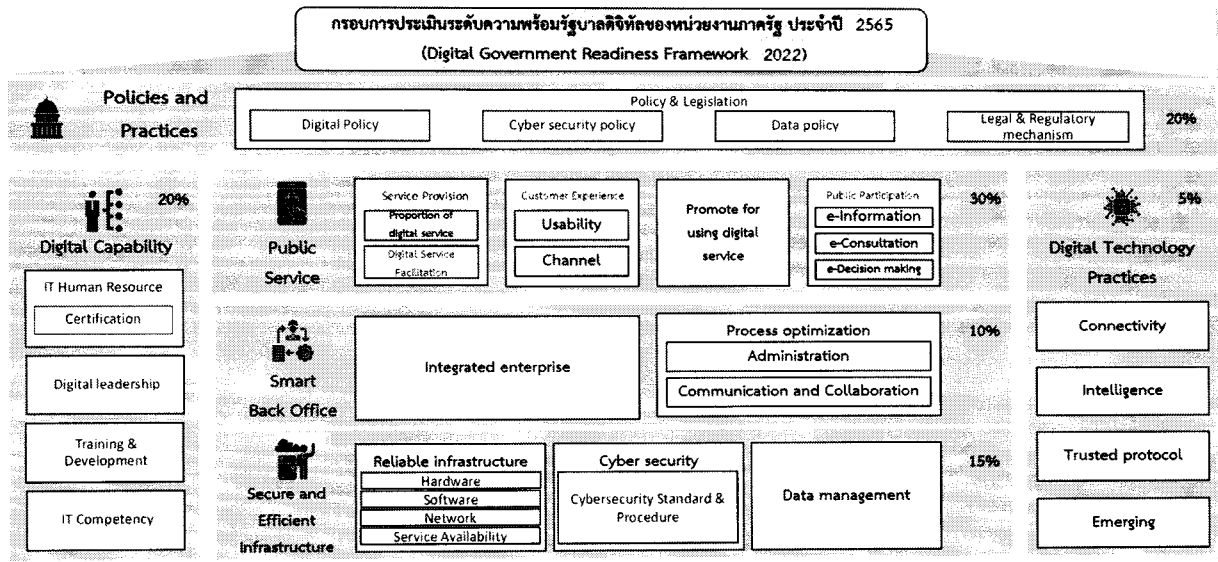 กรอบการประเมินระดับความพร้อมรัฐบาลดิจิทัลของหน่วยงานภาครัฐ ประจำปี 2565
(Digital Government Readiness Framework 2022)
Policies and
Practices
Policy & Legislation
Digital Policy
Cyber security policy
Data policy
Legal & Regulatory
mechanism
20%
20%
Digital Capability
IT Human Resource
Certification
Digital leadership
Training &
Development
IT Competency
Public
Service
Service Provision
Proportion of
digital service
Digital Service
Facilitation
Customer Experience
Usability
Channel
Promote for
using digital
service
Public Participation
e-Information
e-Consultation
e-Decision making
30%
Smart
Back Office
Integrated enterprise
Process optimization
Administration
Communication and Collaboration
10%
Secure and
Efficient
Infrastructure
Reliable infrastructure
Hardware
Software
Network
Service Availability
Cyber security
Cybersecurity Standard &
Procedure
Data management
15%
5%
Digital Technology
Practices
Connectivity
Intelligence
Trusted protocol
Emerging